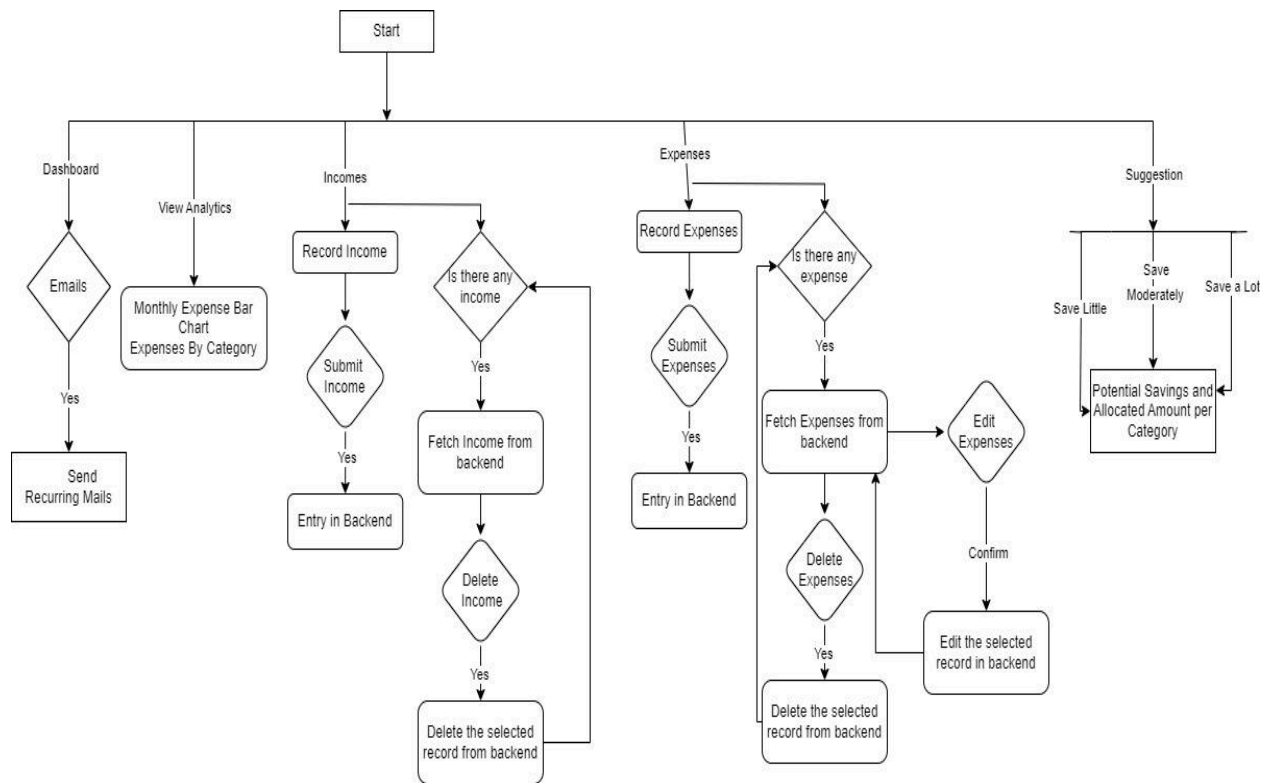 Start
Dashboard
View Analytics
Incomes
Expenses
Suggestion
Emails
Yes
Send
Recurring Mails
Monthly Expense Bar
Chart
Expenses By Category
Record Income
Submit
Income
Yes
Entry in Backend
Is there any
income
Yes
Fetch Income from
backend
Delete
Income
Yes
Delete the selected
record from backend
Record Expenses
Submit
Expenses
Yes
Entry in Backend
Is there any
expense
Yes
Fetch Expenses from
backend
Delete
Expenses
Yes
Delete the selected
record from backend
Edit
Expenses
Confirm
Edit the selected
record in backend
Save Little
Save
Moderately
Save a Lot
Potential Savings and
Allocated Amount per
Category